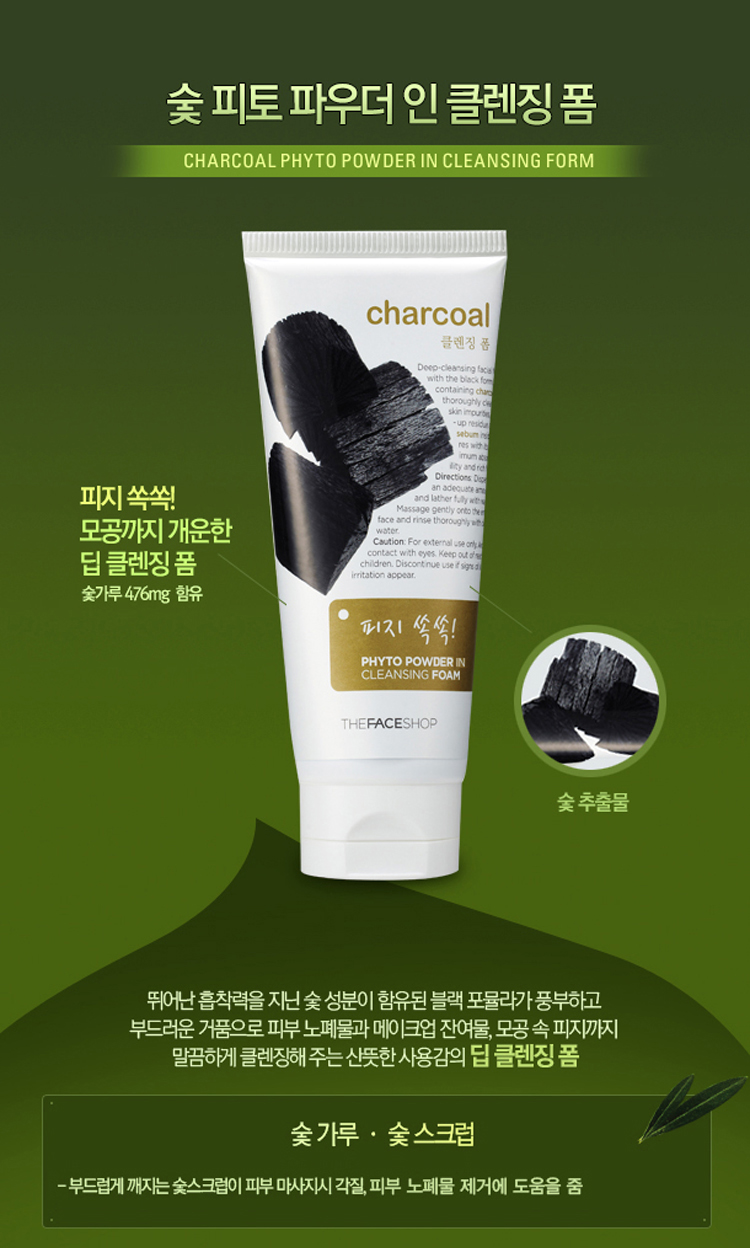 숯 피토 파우더 인 클렌징 폼
CHARCOAL PHYTO POWDER IN CLEANSING FORM
charcoal
클렌징 폼
Deep-cleansing facial
with the black
containing
thoroughly
skin impurities
-up residue
sebum
res with
ility and
Directions:
an adequate
and lather fully
Massage gently onto the
face and rinse thoroughly
water.
Caution: For external use only.
contact with eyes. Keep out of
children. Discontinue use if signs of
irritation appear.
피지 쏙쏙!
PHYTO POWDER IN
CLEANSING FOAM
THEFACESHOP
피지 쏙쏙!
모공까지 개운한
딥 클렌징 폼
숯가루 476mg 함유
숯 추출물
뛰어난 흡착력을 지닌 숯 성분이 함유된 블랙 포뮬러가 풍부하고
부드러운 거품으로 피부 노폐물과 메이크업 잔여물, 모공 속 피지까지
말끔하게 클렌징해 주는 산뜻한 사용감의 딥 클렌징 폼
숯 가루 · 숯 스크럽
- 부드럽게 깨지는 숯스크럽이 피부 마사지시 각질, 피부 노폐물 제거에 도움을 줌